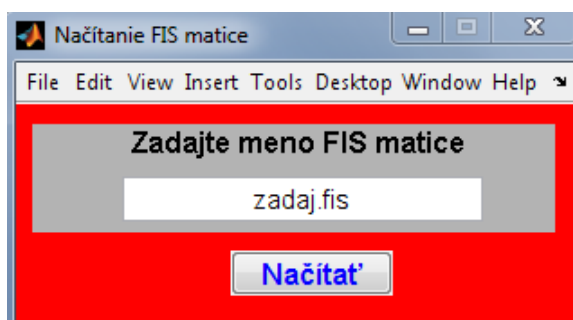 Načítanie FIS matice
File Edit View Insert Tools Desktop Window Help
Zadajte meno FIS matice
zadaj.fis
Načítať